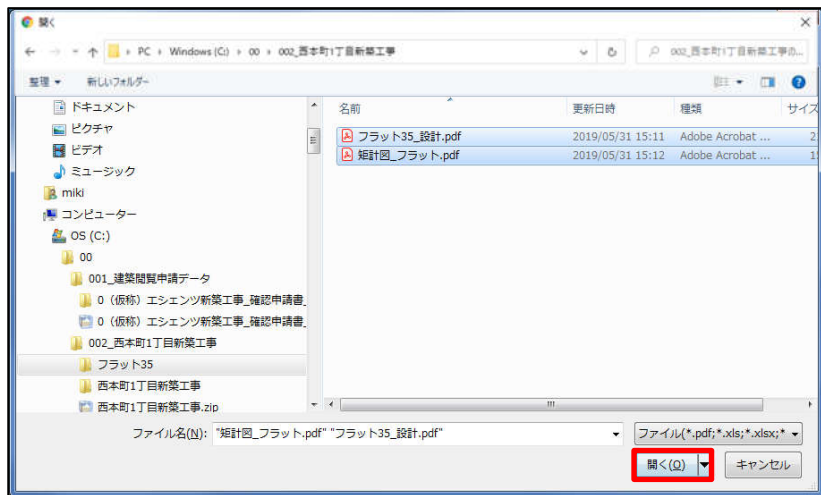 開く
PC › Windows (C:) › 00 › 002_西本町1丁目新築工事
002_西本町1丁目新築工事の...
整理 新しいフォルダー
名前 更新日時 種類 サイズ
ドキュメント
ピクチャ
ビデオ
ミュージック
miki
コンピューター
OS (C:)
00
001_建築閲覧申請データ
0（仮称）エシェンツ新築工事_確認申請書_
0（仮称）エシェンツ新築工事_確認申請書_
002_西本町1丁目新築工事
フラット35
西本町1丁目新築工事
西本町1丁目新築工事.zip
フラット35_設計.pdf 2019/05/31 15:11 Adobe Acrobat ... 2
矩計図_フラット.pdf 2019/05/31 15:12 Adobe Acrobat ... 1
ファイル名(N): "矩計図_フラット.pdf" "フラット35_設計.pdf" ファイル(*.pdf;*.xls;*.xlsx;*
開く(O) キャンセル